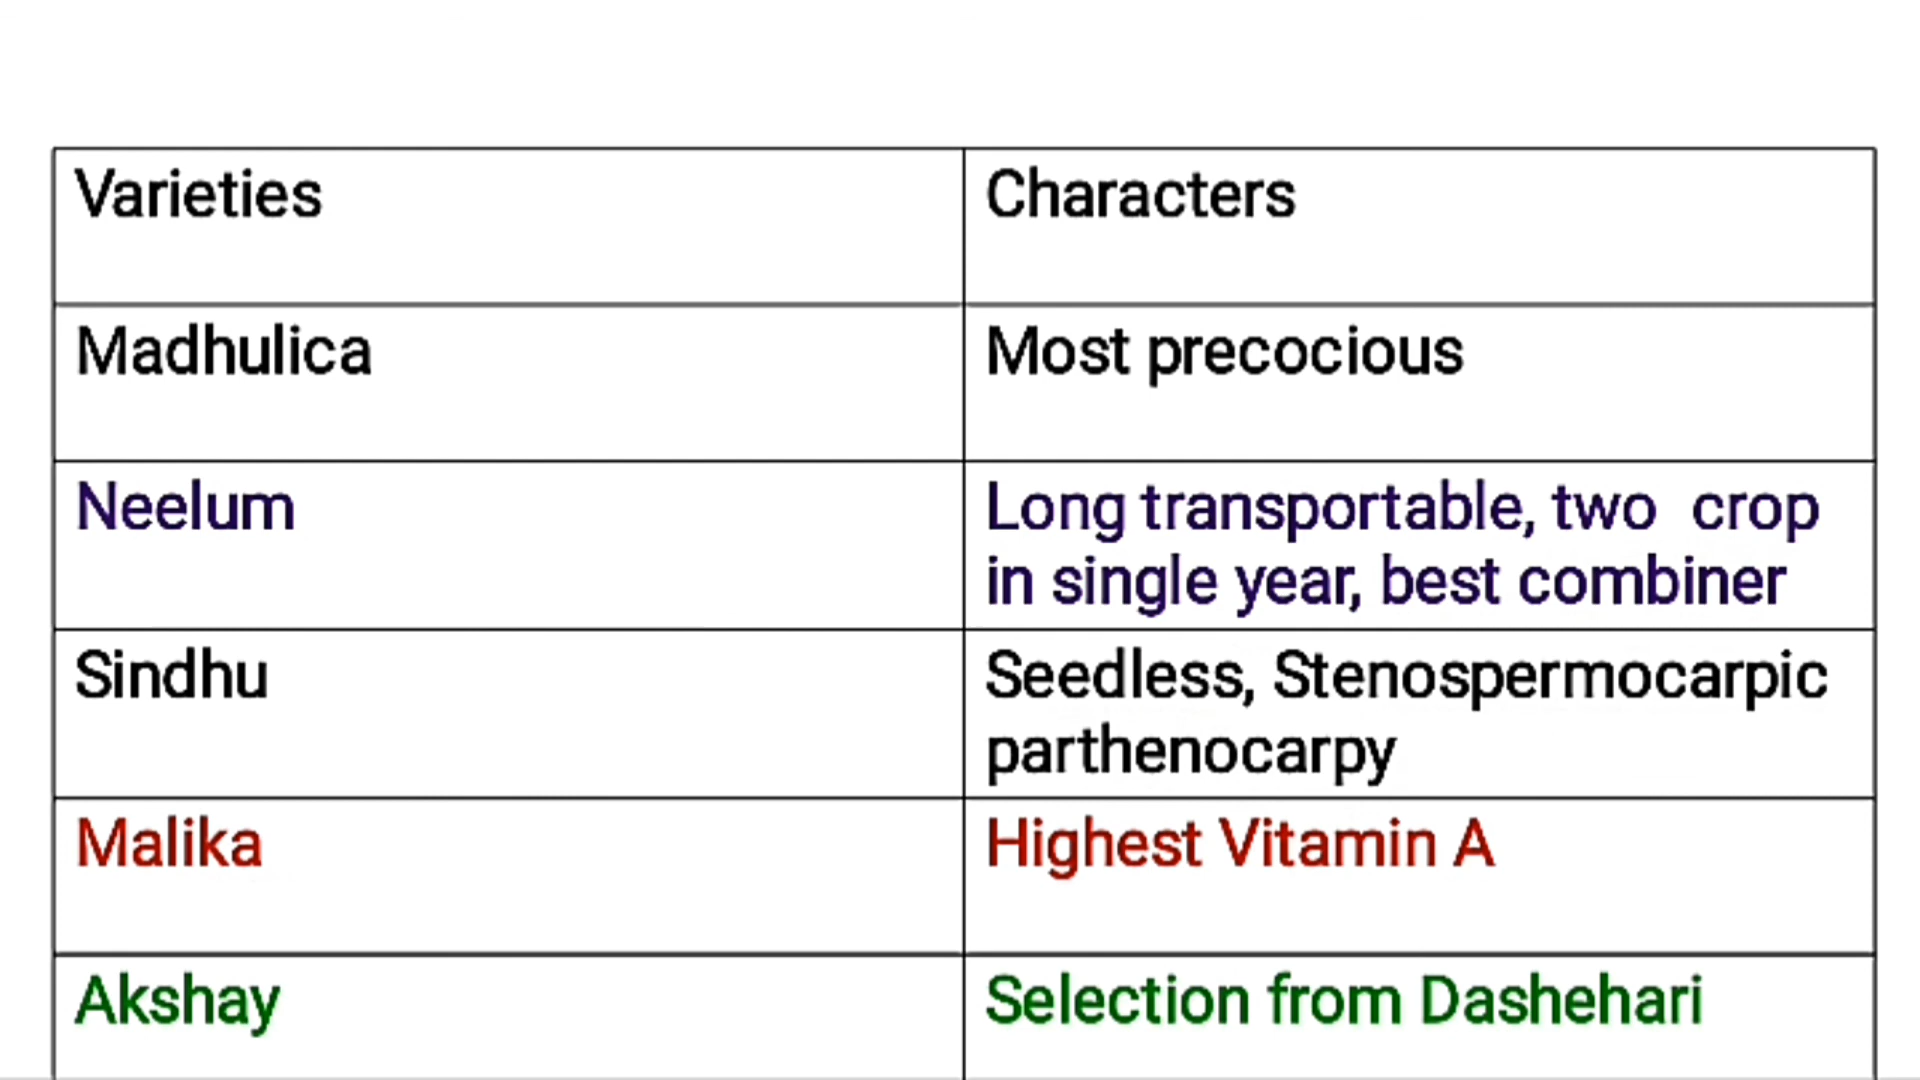 Varieties
Characters
Madhulica
Most precocious
Neelum
Long transportable, two  crop
in single year, best combiner
Sindhu
Seedless, Stenospermocarpic
parthenocarpy
Malika
Highest Vitamin A
Akshay
Selection from Dashehari